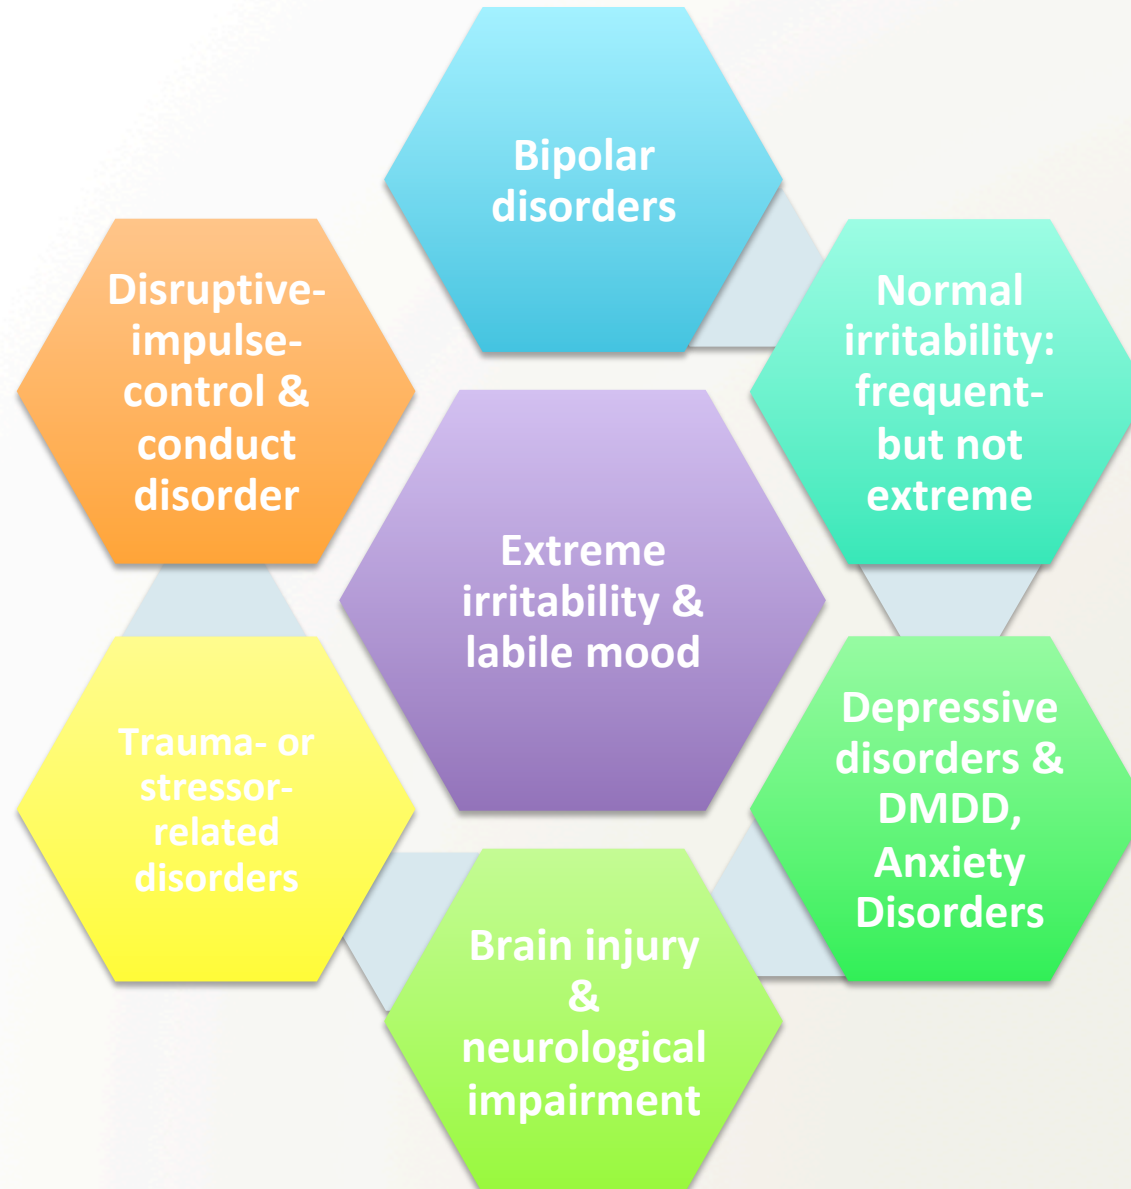 Bipolar
disorders
Disruptive-
impulse-
control &
conduct
disorder
Normal
irritability:
frequent-
but not
extreme
Extreme
irritability &
labile mood
Trauma- or
stressor-
related
disorders
Depressive
disorders &
DMDD,
Anxiety
Disorders
Brain injury
&
neurological
impairment